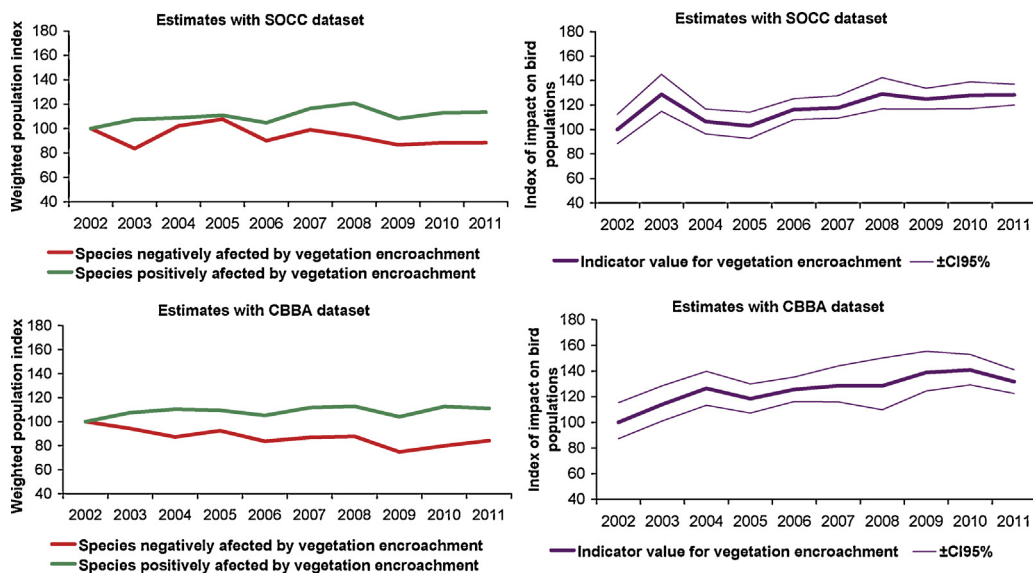 Estimates with SOCC dataset
Weighted population index
180
160
140
120
100
80
60
40
2002 2003 2004 2005 2006 2007 2008 2009 2010 2011
Species negatively affected by vegetation encroachment
Species positively affected by vegetation encroachment
Estimates with SOCC dataset
Index of impact on bird
populations
180
160
140
120
100
80
60
40
2002 2003 2004 2005 2006 2007 2008 2009 2010 2011
Indicator value for vegetation encroachment ±CI95%
Estimates with CBBA dataset
Weighted population index
180
160
140
120
100
80
60
40
2002 2003 2004 2005 2006 2007 2008 2009 2010 2011
Species negatively affected by vegetation encroachment
Species positively affected by vegetation encroachment
Estimates with CBBA dataset
Index of impact on bird
populations
180
160
140
120
100
80
60
40
2002 2003 2004 2005 2006 2007 2008 2009 2010 2011
Indicator value for vegetation encroachment ±CI95%